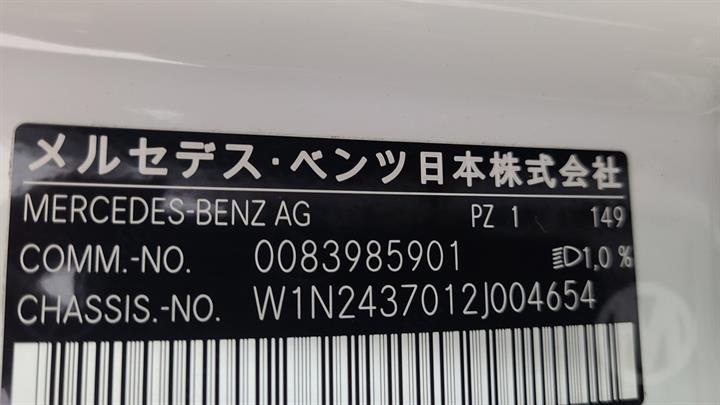 メルセデス・ベンツ日本株式会社
MERCEDES-BENZ AG PZ 1 149
COMM.-NO. 0083985901 1,0 %
CHASSIS.-NO. W1N2437012J004654